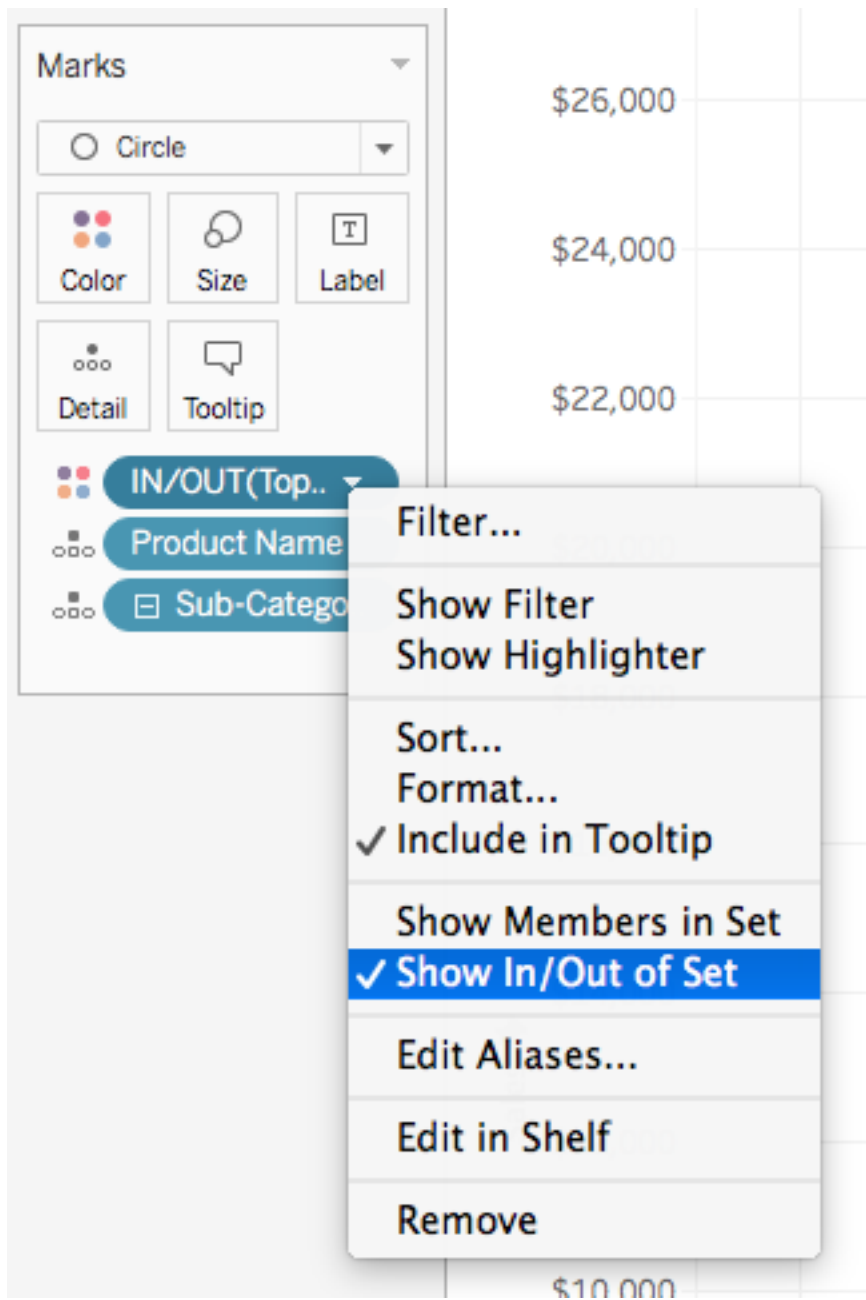 Marks
Circle
Color
Size
T
Label
Detail
Tooltip
IN/OUT(Top..
Product Name
Sub-Catego
$26,000
$24,000
$22,000
Filter...
Show Filter
Show Highlighter
Sort...
Format...
Include in Tooltip
Show Members in Set
Show In/Out of Set
Edit Aliases...
Edit in Shelf
Remove
$10,000